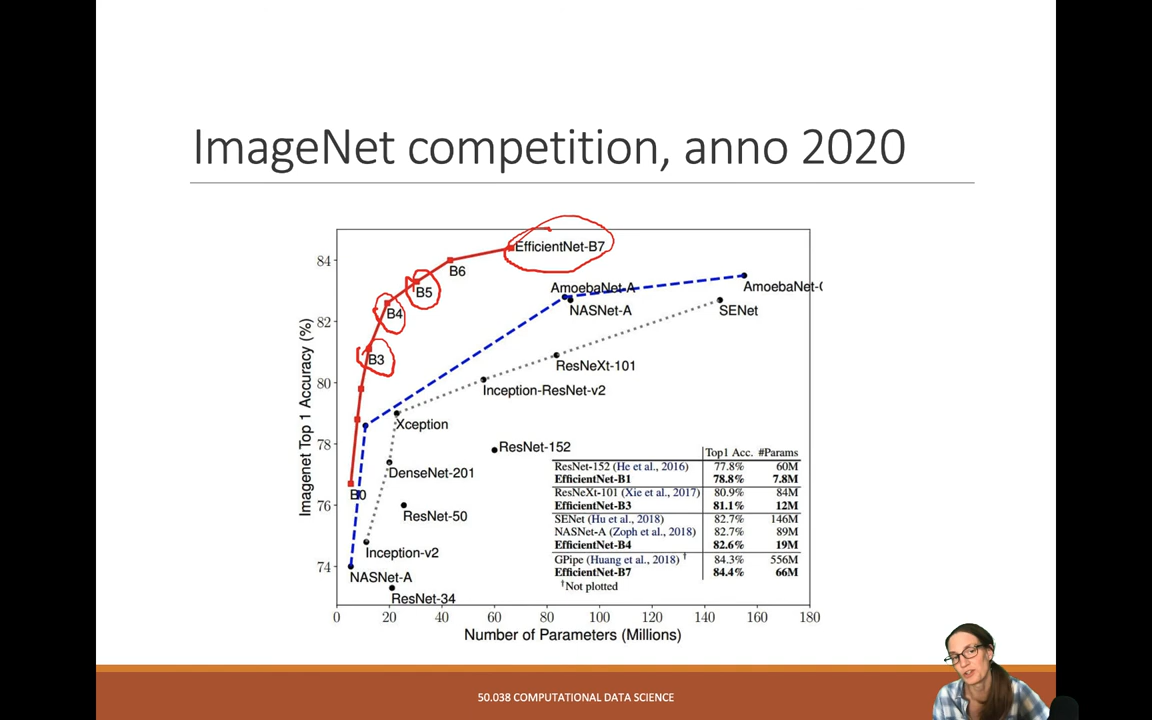 ImageNet competition, anno 2020
84
82
80
78
76
74
Imagenet Top 1 Accuracy (%)
EfficientNet-B7
B6
B5
B4
B3
B0
AmoebaNet-A
NASNet-A
AmoebaNet-C
SENet
ResNeXt-101
Inception-ResNet-v2
Xception
ResNet-152
DenseNet-201
ResNet-50
Inception-v2
NASNet-A
ResNet-34
Top1 Acc. #Params
ResNet-152 (He et al., 2016) 77.8% 60M
EfficientNet-B1 78.8% 7.8M
ResNeXt-101 (Xie et al., 2017) 80.9% 84M
EfficientNet-B3 81.1% 12M
SENet (Hu et al., 2018) 82.7% 146M
NASNet-A (Zoph et al., 2018) 82.7% 89M
EfficientNet-B4 82.6% 19M
GPipe (Huang et al., 2018) † 84.3% 556M
EfficientNet-B7 84.4% 66M
†Not plotted
0 20 40 60 80 100 120 140 160 180
Number of Parameters (Millions)
50.038 COMPUTATIONAL DATA SCIENCE